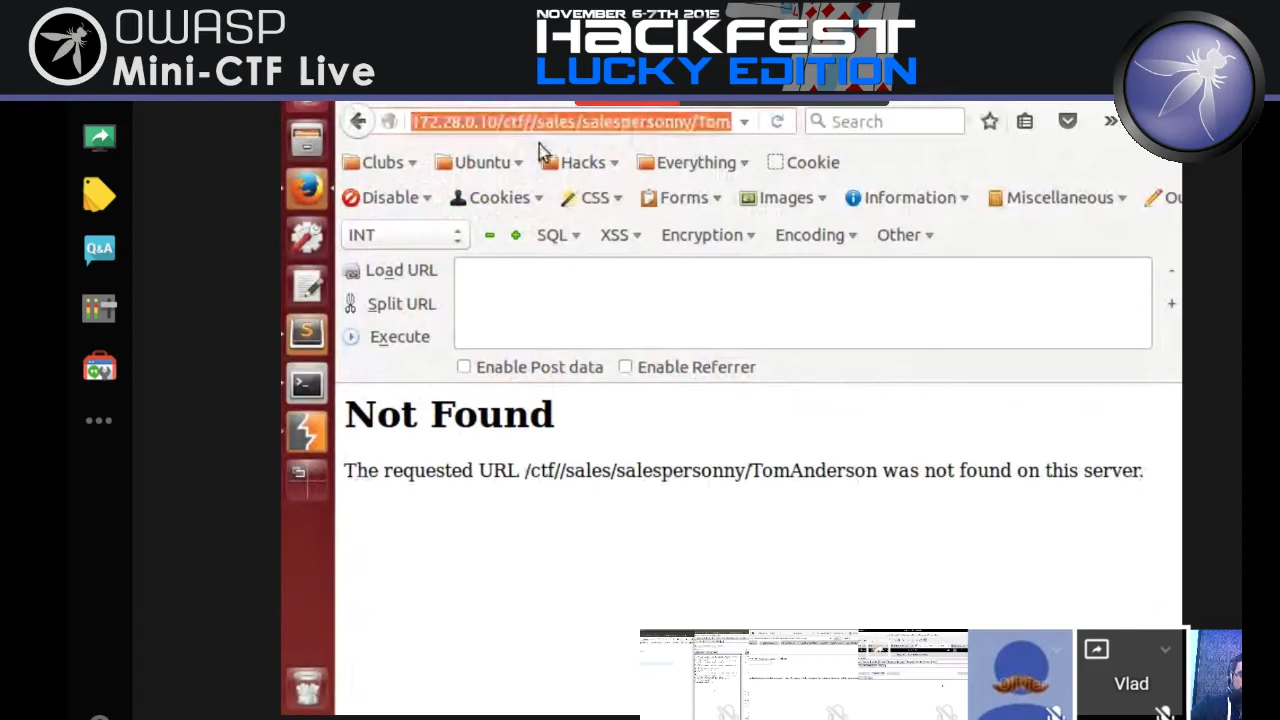 OWASP
Mini-CTF Live
NOVEMBER 6-7TH 2015
HACKFEST
LUCKY EDITION
172.28.0.10/ctf//sales/salespersonny/Tom
Search
Clubs
Ubuntu
Hacks
Everything
Cookie
Disable
Cookies
CSS
Forms
Images
Information
Miscellaneous
Ou
INT
SQL
XSS
Encryption
Encoding
Other
Q&A
Load URL
Split URL
Execute
Enable Post data
Enable Referrer
Not Found
The requested URL /ctf//sales/salespersonny/TomAnderson was not found on this server.
Vlad